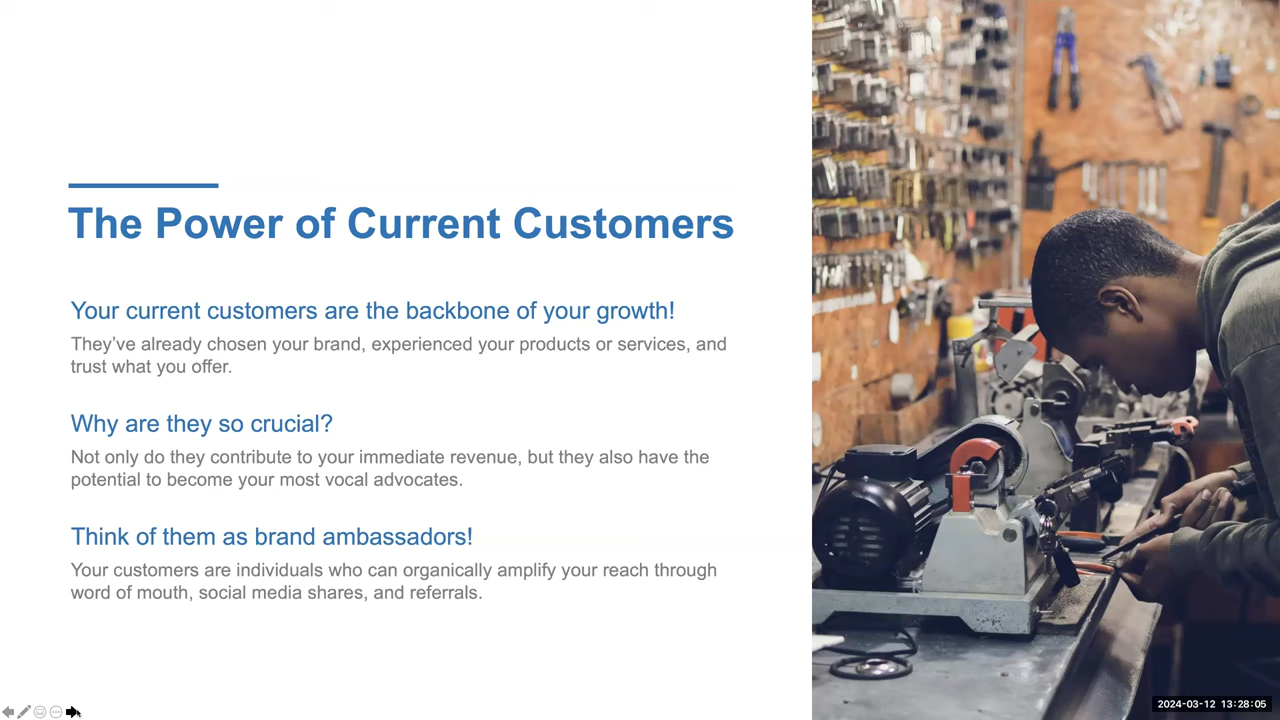 The Power of Current Customers
Your current customers are the backbone of your growth!
They’ve already chosen your brand, experienced your products or services, and
trust what you offer.
Why are they so crucial?
Not only do they contribute to your immediate revenue, but they also have the
potential to become your most vocal advocates.
Think of them as brand ambassadors!
Your customers are individuals who can organically amplify your reach through
word of mouth, social media shares, and referrals.
2024-03-12 13:28:05